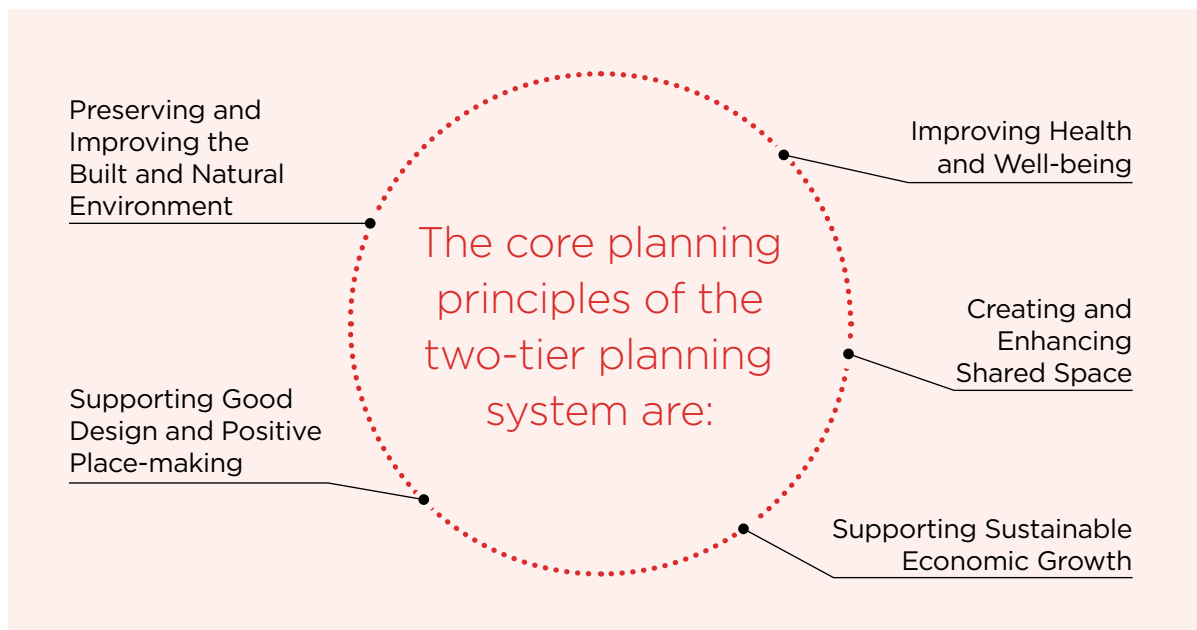 The core planning
principles of the
two-tier planning
system are:
Improving Health
and Well-being
Creating and
Enhancing
Shared Space
Supporting Sustainable
Economic Growth
Supporting Good
Design and Positive
Place-making
Preserving and
Improving the
Built and Natural
Environment